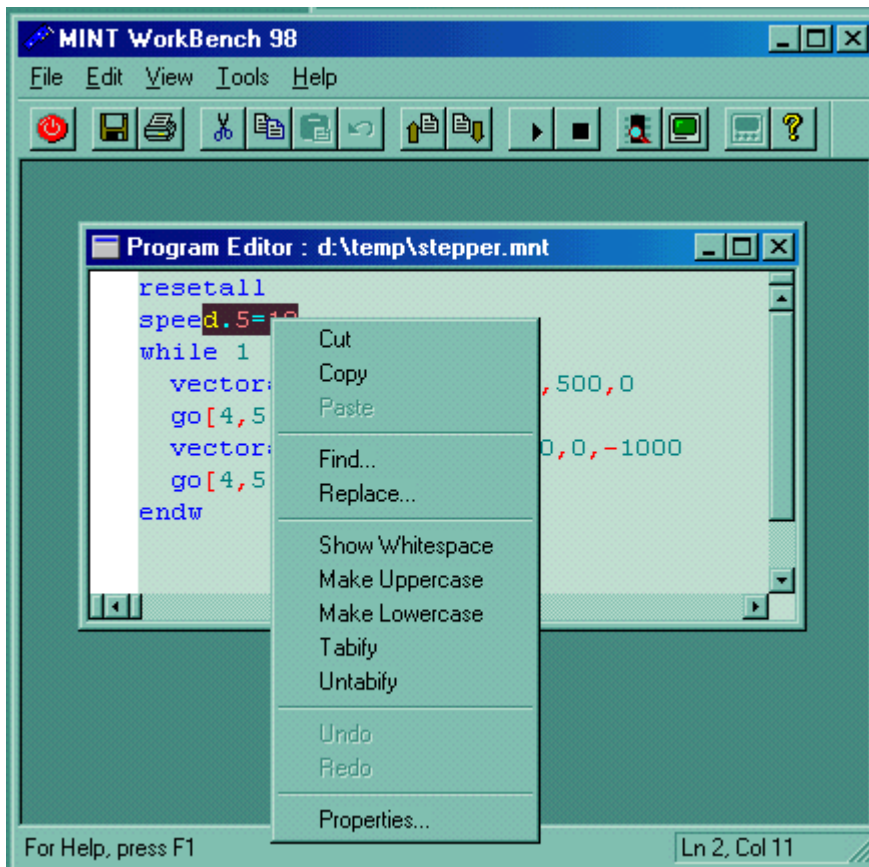 MINT WorkBench 98
File Edit View Tools Help
Program Editor : d:\temp\stepper.mnt
resetall
speed.5=10
while 1
vectora ,500,0
go[4,5
vectora 0,0,-1000
go[4,5
endw
Cut
Copy
Paste
Find...
Replace...
Show Whitespace
Make Uppercase
Make Lowercase
Tabify
Untabify
Undo
Redo
Properties...
For Help, press F1
Ln 2, Col 11